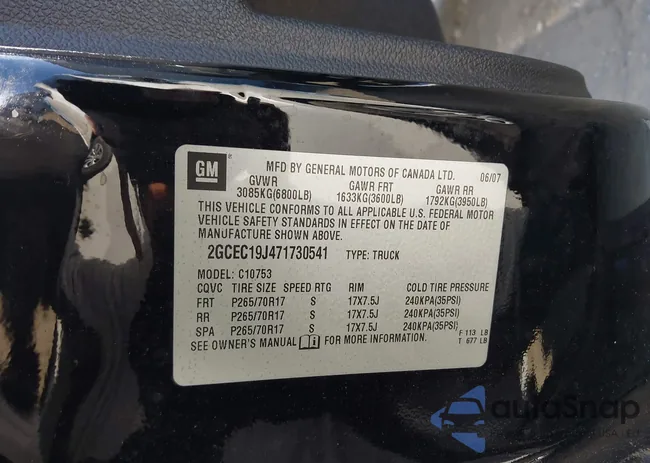 GM
MFD BY GENERAL MOTORS OF CANADA LTD. 06/07
GVWR GAWR FRT GAWR RR
3085KG(6800LB) 1633KG(3600LB) 1792KG(3950LB)
THIS VEHICLE CONFORMS TO ALL APPLICABLE U.S. FEDERAL MOTOR
VEHICLE SAFETY STANDARDS IN EFFECT ON THE DATE OF
MANUFACTURE SHOWN ABOVE.
2GCEC19J471730541 TYPE: TRUCK
MODEL: C10753
CQVC TIRE SIZE SPEED RTG RIM COLD TIRE PRESSURE
FRT P265/70R17 S 17X7.5J 240KPA(35PSI)
RR P265/70R17 S 17X7.5J 240KPA(35PSI)
SPA P265/70R17 S 17X7.5J 240KPA(35PSI)
SEE OWNER'S MANUAL FOR MORE INFORMATION.
F 113 LB
T 677 LB
autoSnap